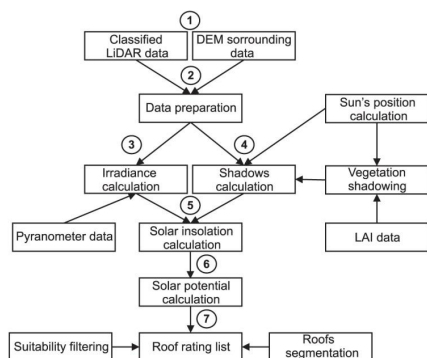 1
Classified
LiDAR data
DEM sorrounding
data
2
Data preparation
Sun's position
calculation
3
4
Irradiance
calculation
Shadows
calculation
Vegetation
shadowing
5
Pyranometer data
Solar insolation
calculation
LAI data
6
Solar potential
calculation
7
Suitability filtering
Roof rating list
Roofs
segmentation